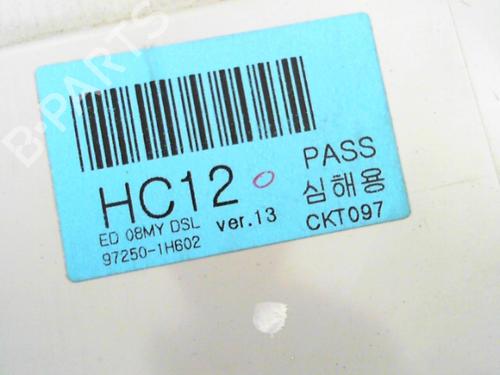 HC12
PASS
심해용
ED 08MY DSL
ver.13
CKT097
97250-1H602
B-PARTS